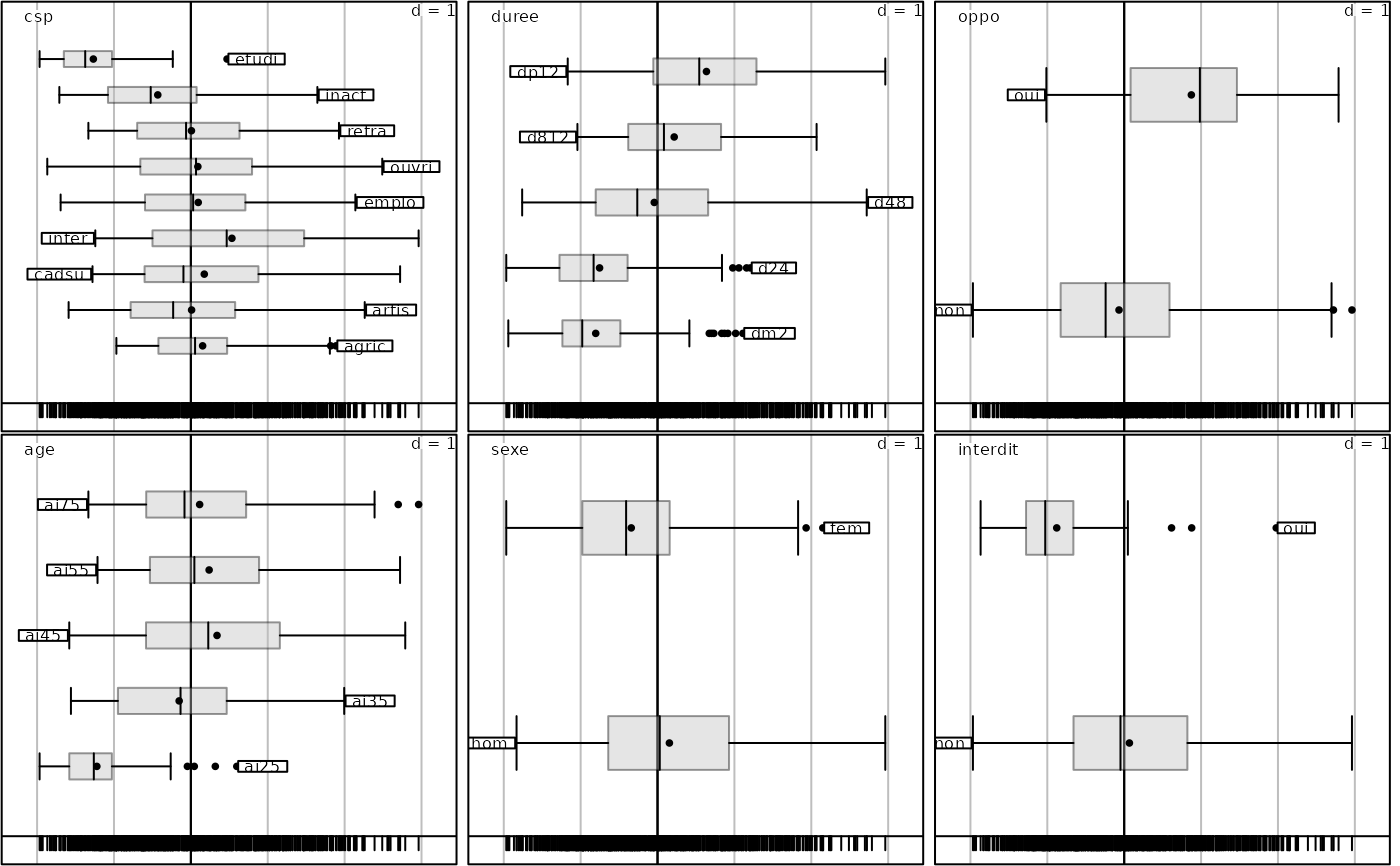 csp
d = 1
etudi
inact
retra
ouvri
emplo
inter
cadsu
artis
agric
duree
d = 1
dp12
d812
d48
d24
dm2
oppo
d = 1
oui
non
age
d = 1
ai75
ai55
ai45
ai35
ai25
sexe
d = 1
fem
hom
interdit
d = 1
oui
non